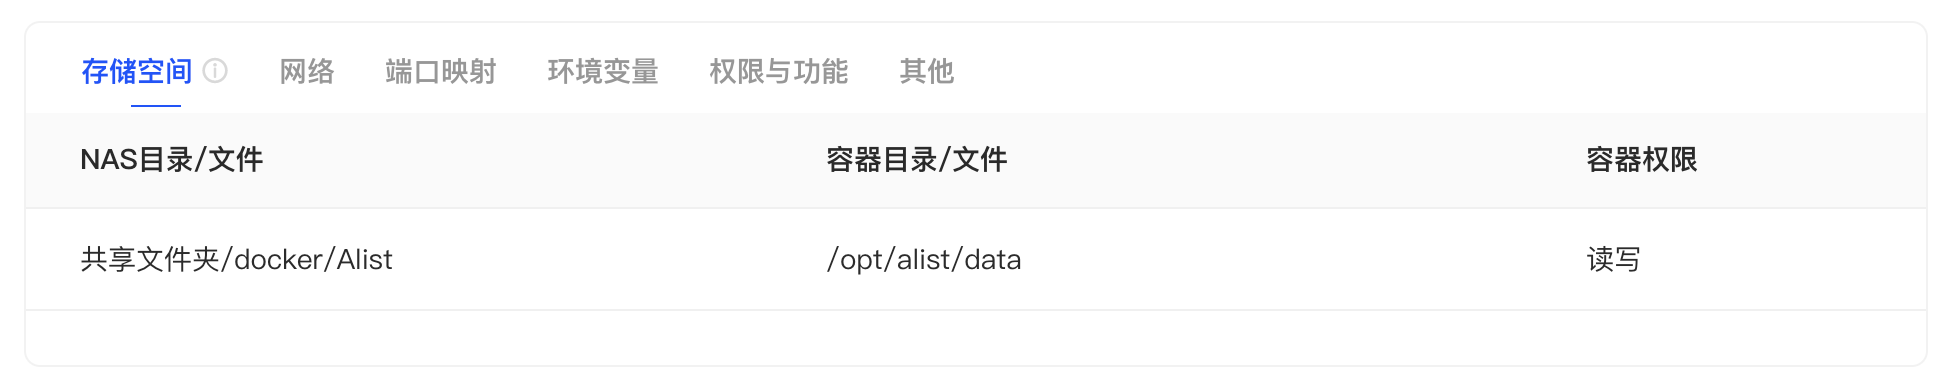 存储空间 网络 端口映射 环境变量 权限与功能 其他
NAS目录/文件 容器目录/文件 容器权限
共享文件夹/docker/Alist /opt/alist/data 读写